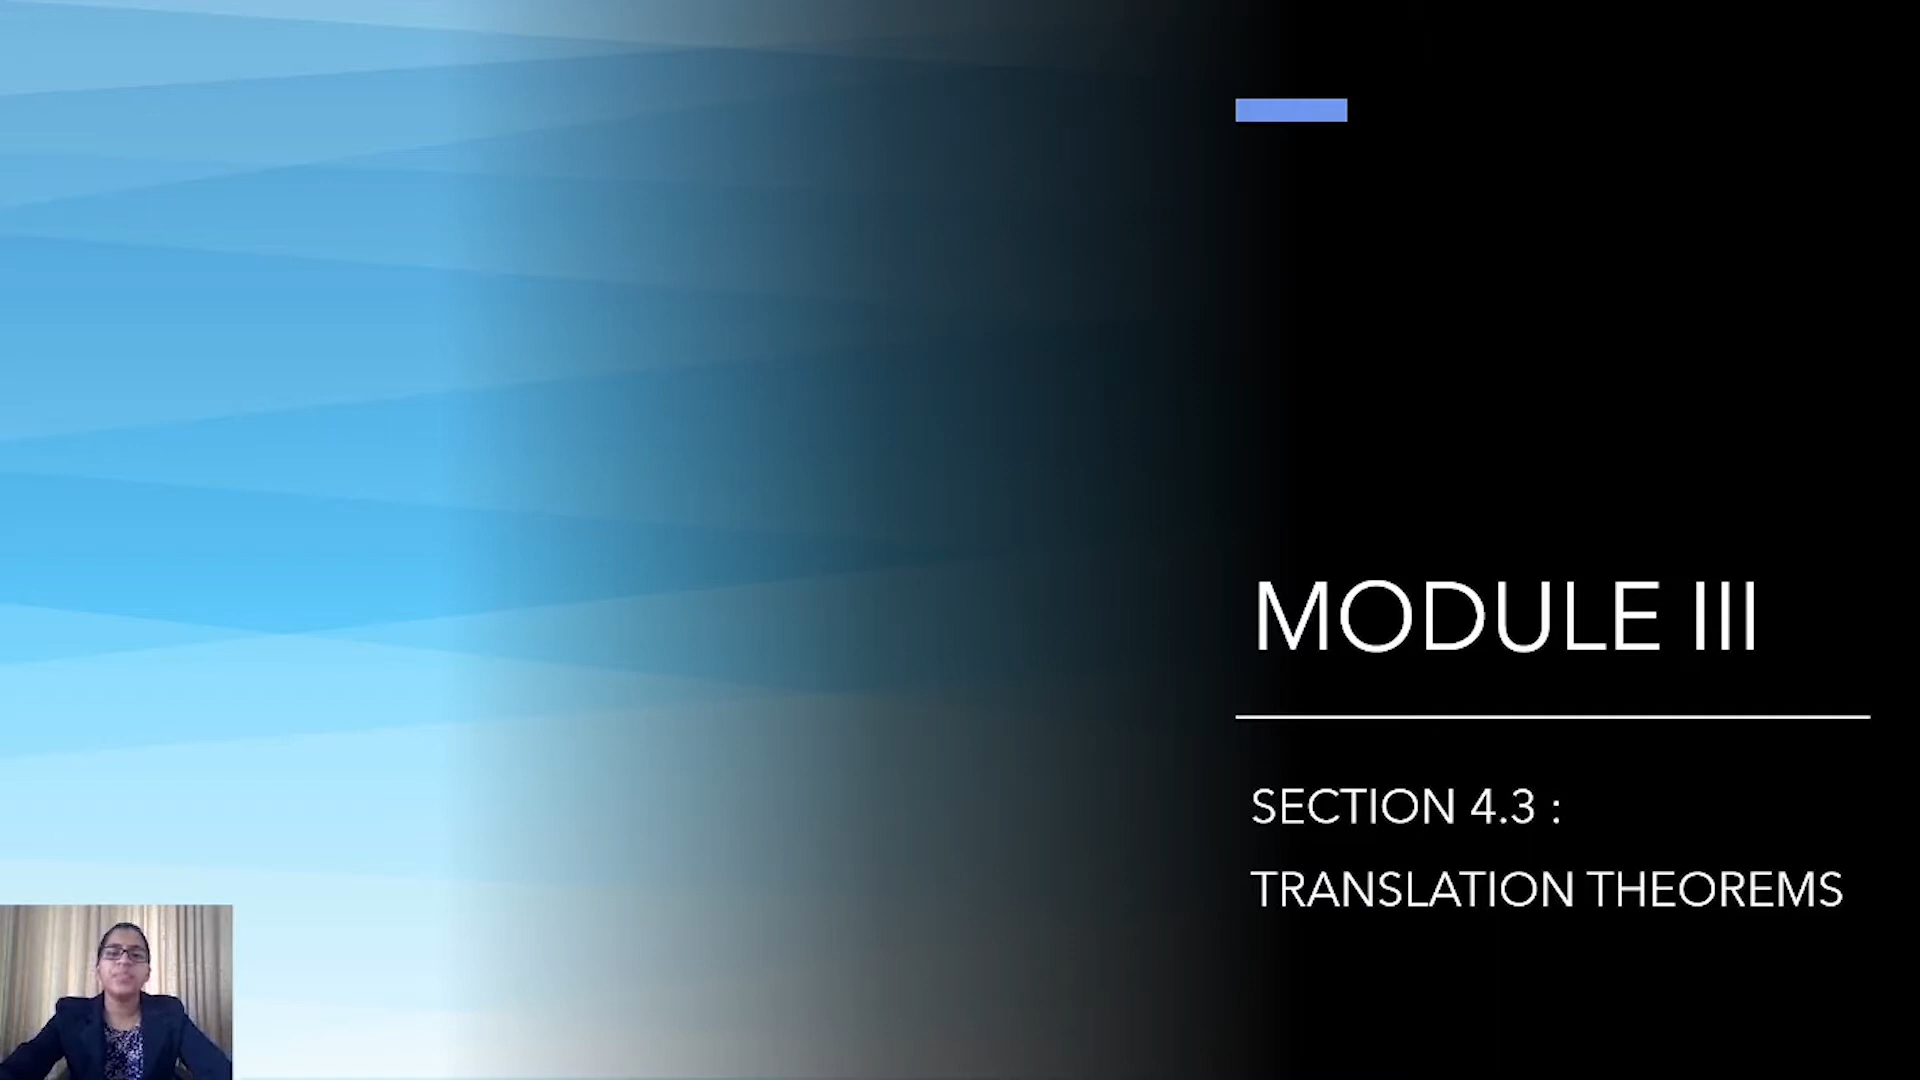 MODULE III
SECTION 4.3 :
TRANSLATION THEOREMS